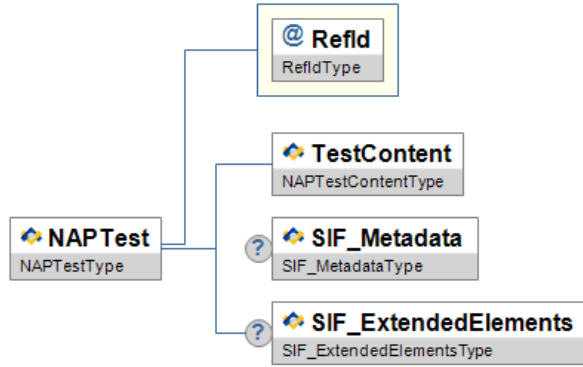 @ RefId
RefIdType
TestContent
NAPTestContentType
NAPTest
NAPTestType
? SIF_Metadata
SIF_MetadataType
? SIF_ExtendedElements
SIF_ExtendedElementsType